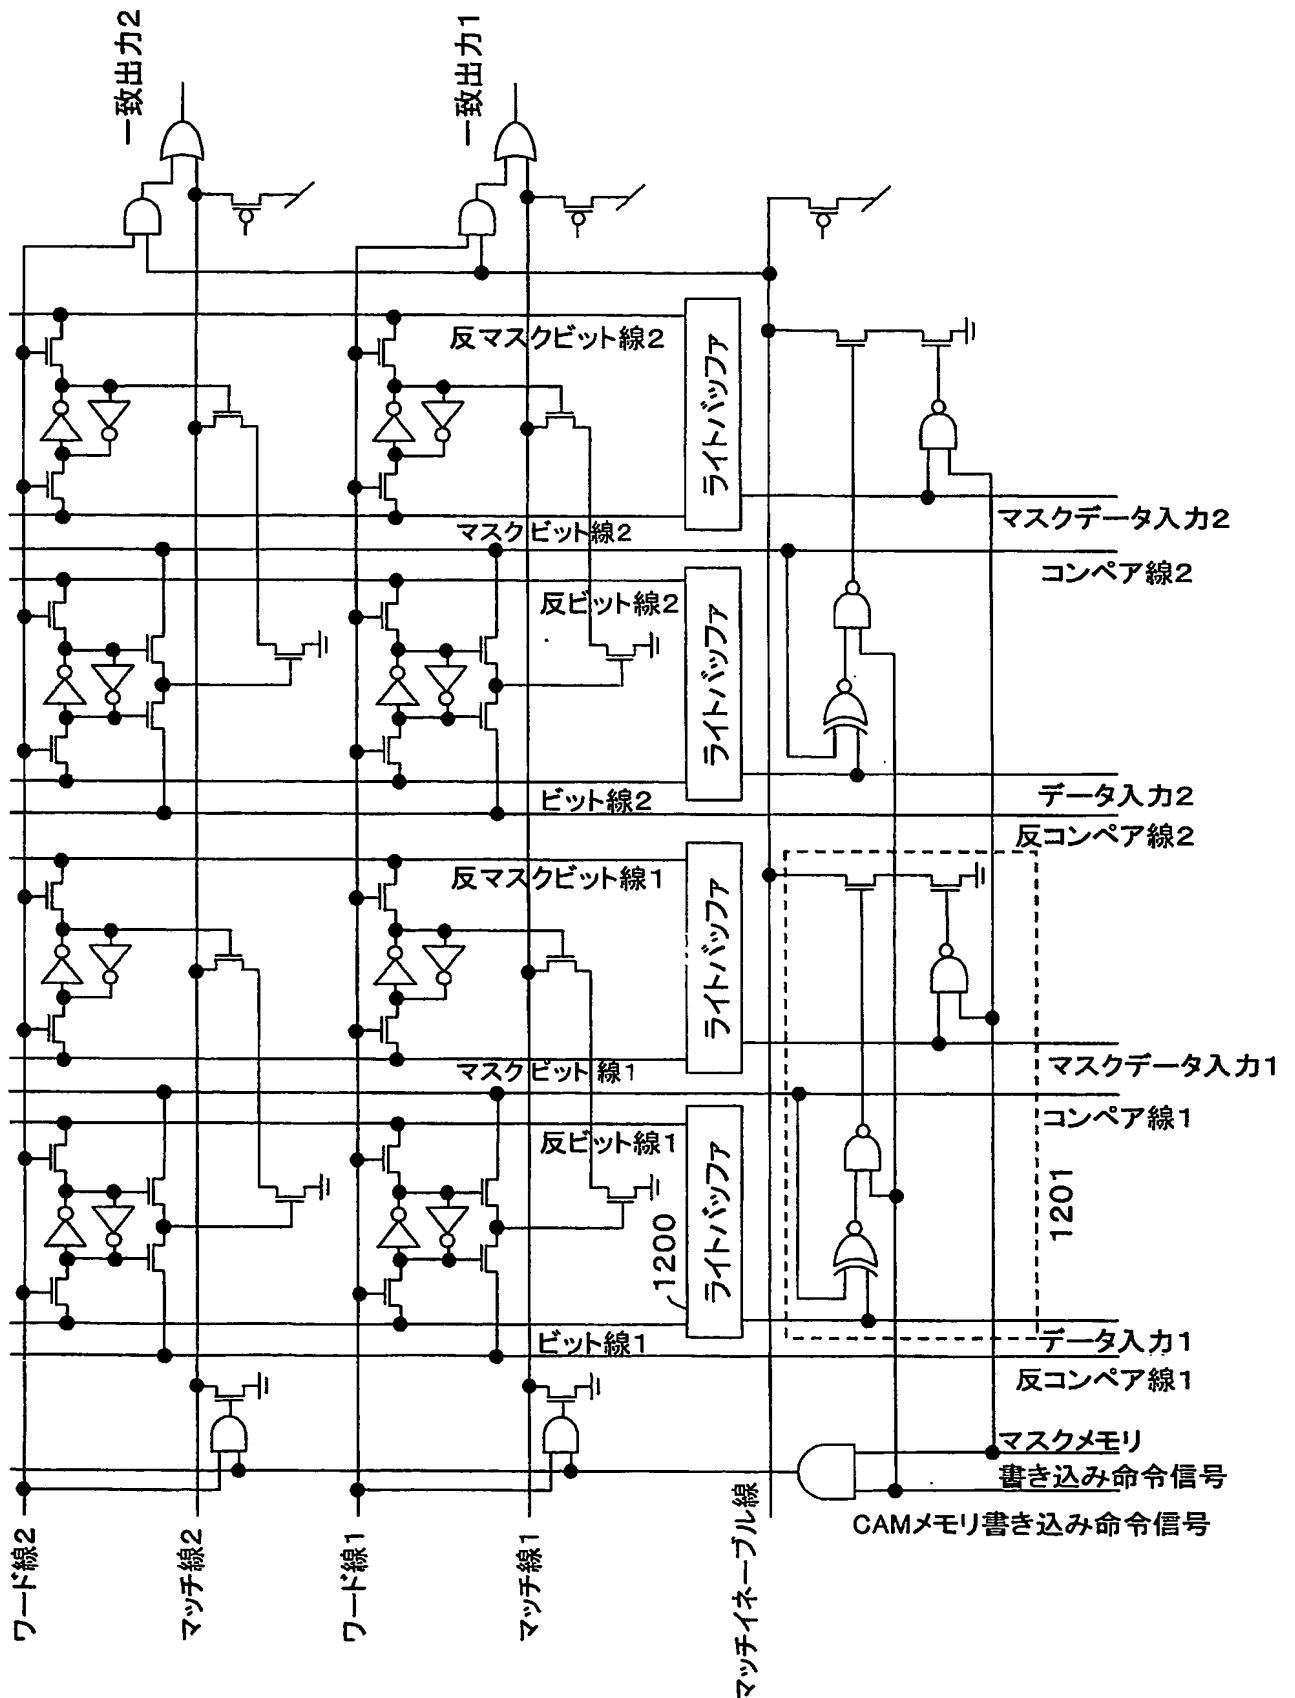 一致出力2
一致出力1
反マスクビット線2
ライトバッファ
マスクデータ入力2
マスクビット線2
コンペア線2
反ビット線2
ライトバッファ
データ入力2
ビット線2
反コンペア線2
反マスクビット線1
ライトバッファ
マスクデータ入力1
マスクビット線1
コンペア線1
反ビット線1
ライトバッファ
1200
1201
データ入力1
ビット線1
反コンペア線1
マスクメモリ
書き込み命令信号
CAMメモリ書き込み命令信号
ワード線2
マッチ線2
ワード線1
マッチ線1
マッチイネーブル線